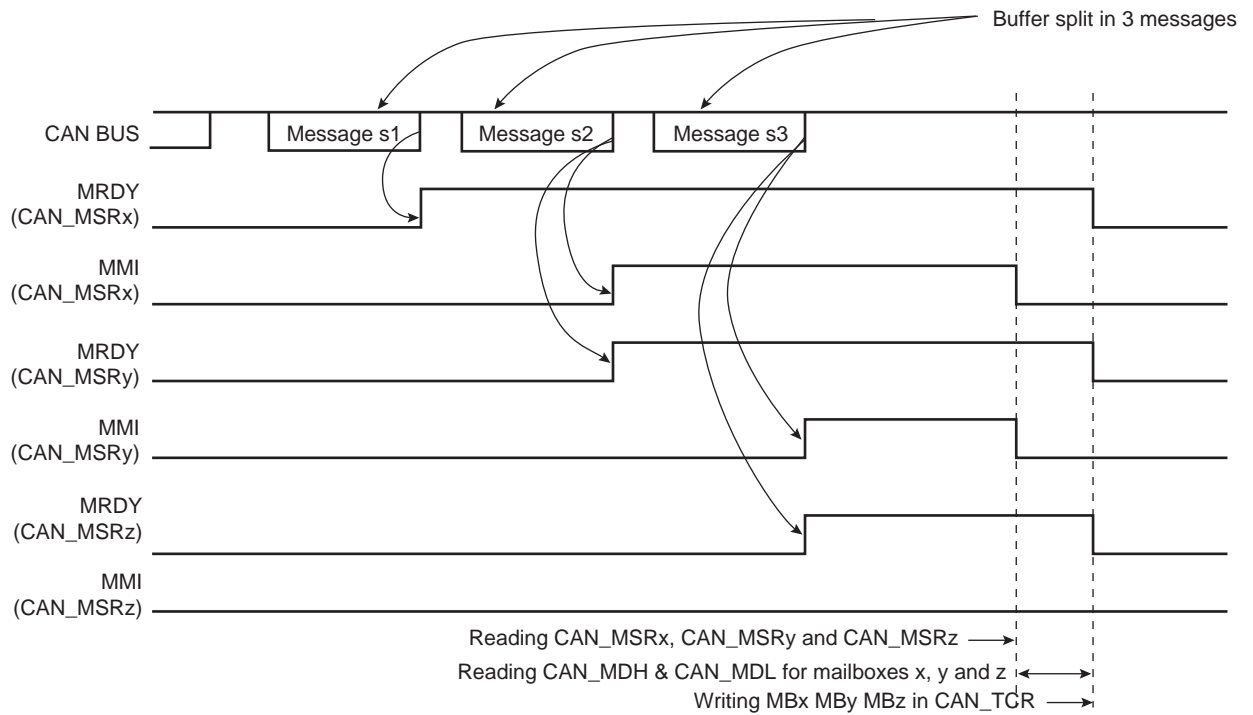 Buffer split in 3 messages
CAN BUS
Message s1
Message s2
Message s3
MRDY
(CAN_MSRx)
MMI
(CAN_MSRx)
MRDY
(CAN_MSRy)
MMI
(CAN_MSRy)
MRDY
(CAN_MSRz)
MMI
(CAN_MSRz)
Reading CAN_MSRx, CAN_MSRy and CAN_MSRz
Reading CAN_MDH & CAN_MDL for mailboxes x, y and z
Writing MBx MBy MBz in CAN_TCR